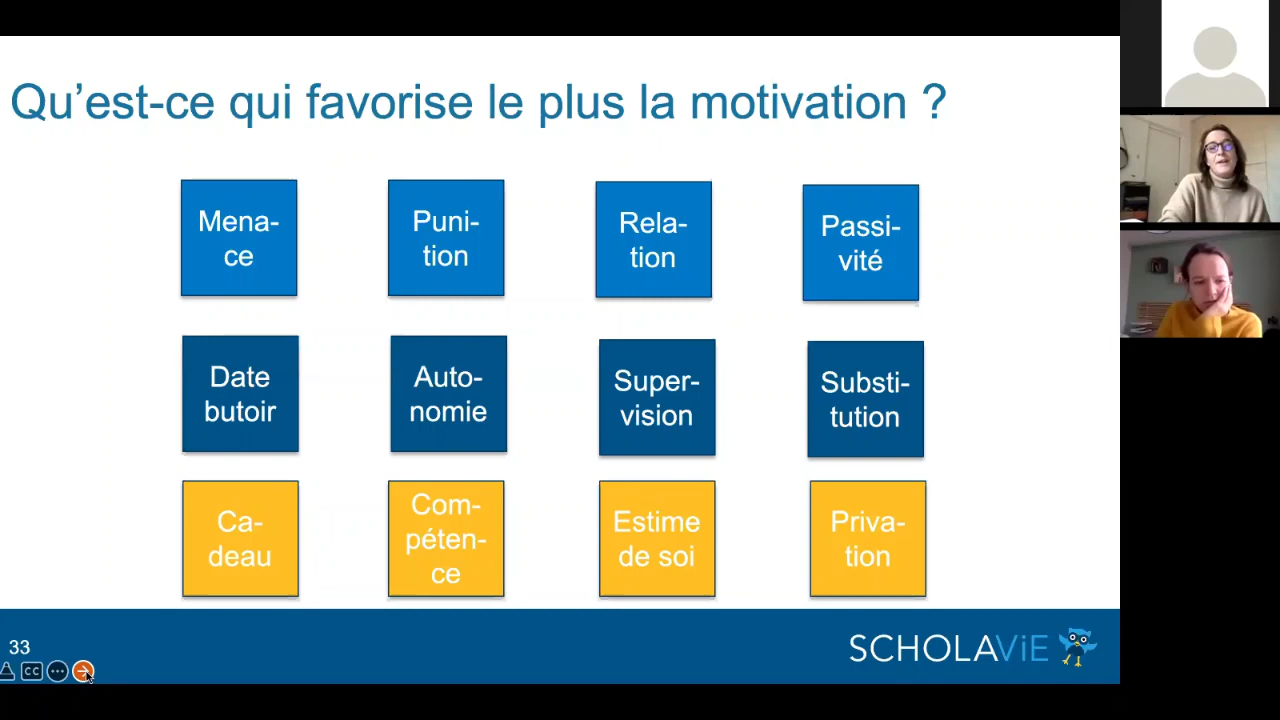 Qu’est-ce qui favorise le plus la motivation ?
Mena-
ce
Puni-
tion
Rela-
tion
Passi-
vité
Date
butoir
Auto-
nomie
Super-
vision
Substi-
tution
Ca-
deau
Com-
péten-
ce
Estime
de soi
Priva-
tion
33
CC
SCHOLAViE